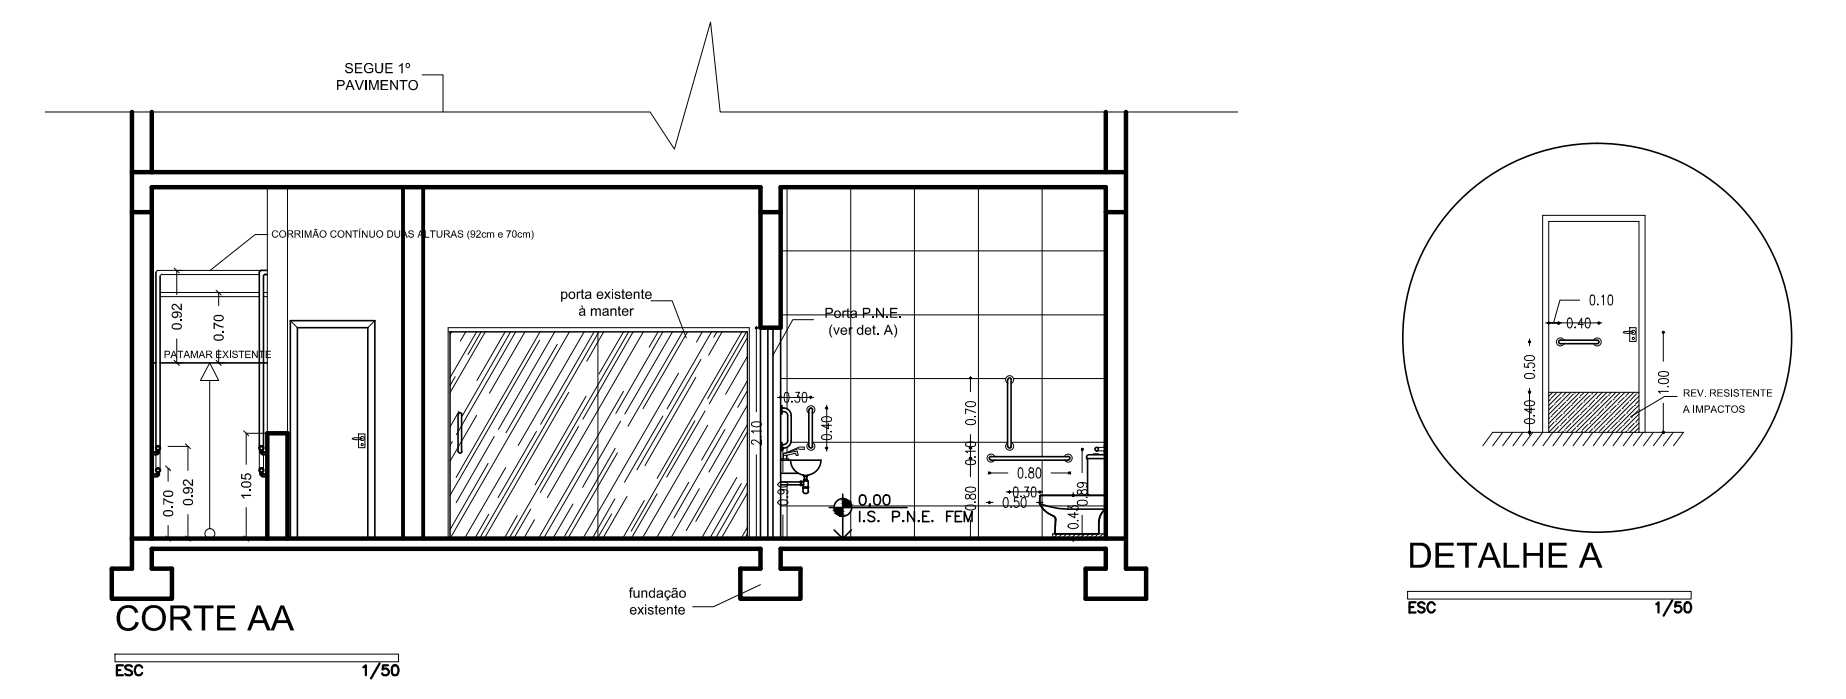 SEGUE 1º
PAVIMENTO
CORRIMÃO CONTÍNUO DUAS ALTURAS (92cm e 70cm)
0.92
0.70
PATAMAR EXISTENTE
0.70
0.92
1.05
porta existente
à manter
Porta P.N.E.
(ver det. A)
2.10
0.30
0.40
0.90
0.00
I.S. P.N.E. FEM
0.70
0.10
0.80
0.80
0.30
0.50
0.43
0.89
fundação
existente
CORTE AA
ESC 1/50
0.10
0.40
0.50
0.40
1.00
REV. RESISTENTE
A IMPACTOS
DETALHE A
ESC 1/50